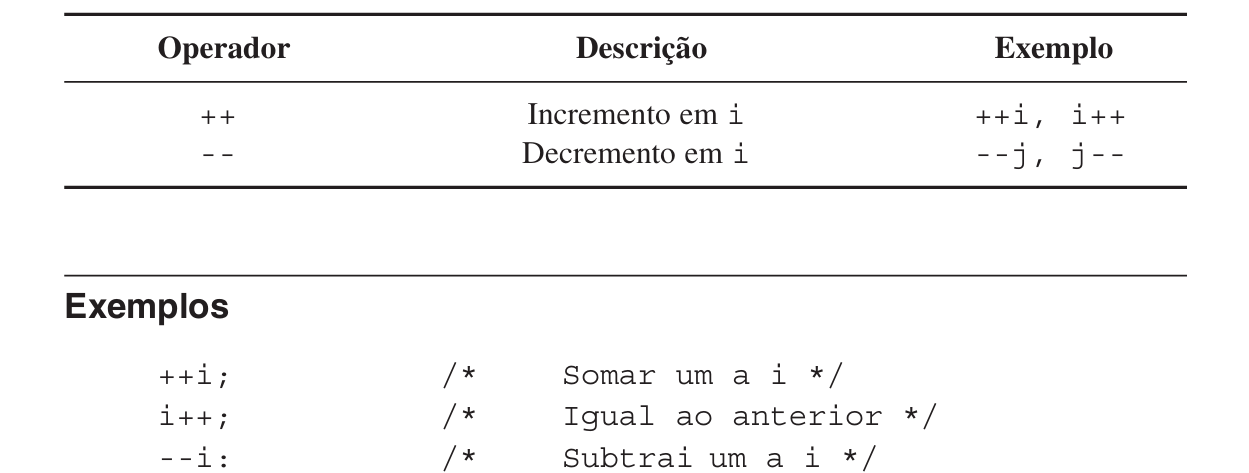 Operador Descrição Exemplo
++ Incremento em i ++i, i++
-- Decremento em i --j, j--
Exemplos
++i; /* Somar um a i */
i++; /* Igual ao anterior */
--i: /* Subtrai um a i */